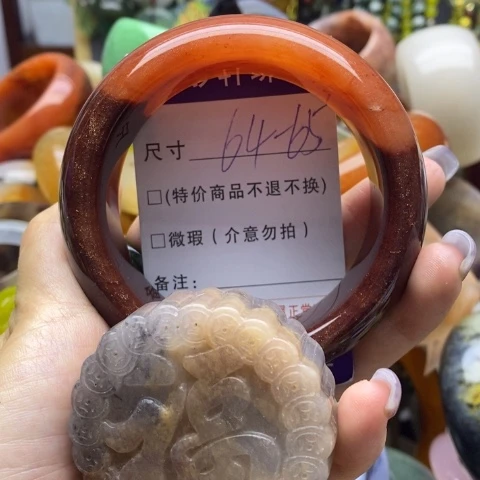 尺寸 64-65
□(特价商品不退不换)
□微瑕（介意勿拍）
备注：